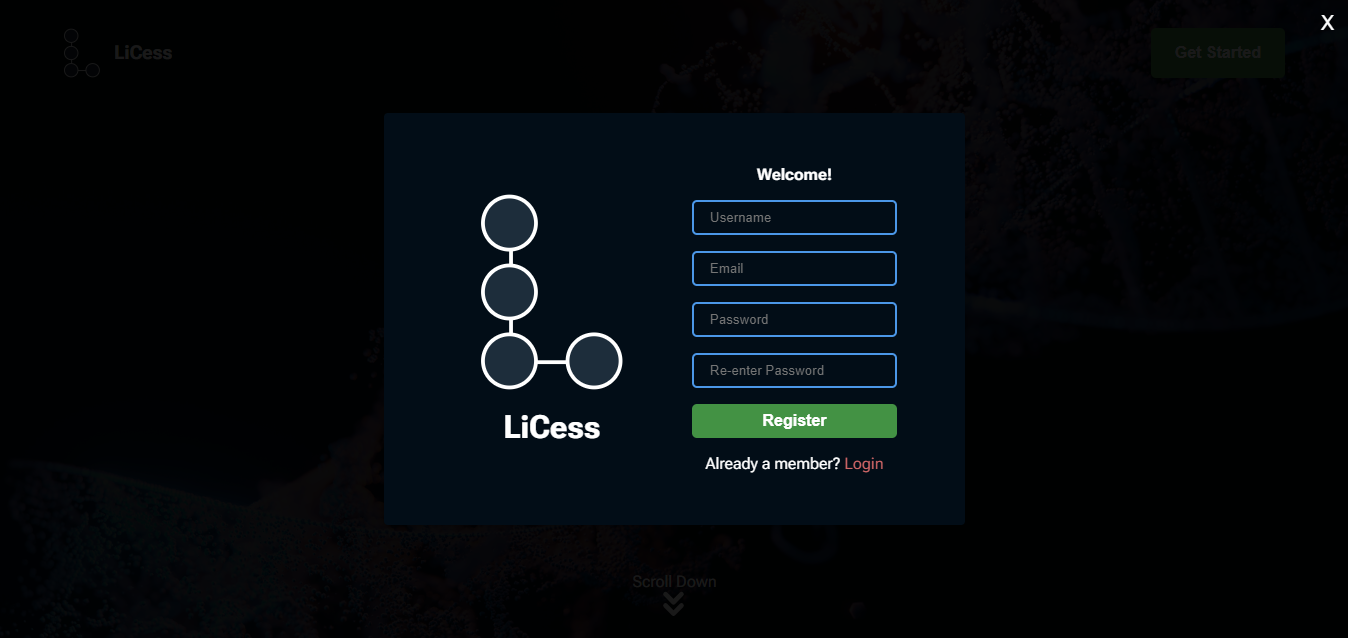 X
LiCess
Get Started
Welcome!
Username
Email
Password
Re-enter Password
Register
LiCess
Already a member? Login
Scroll Down